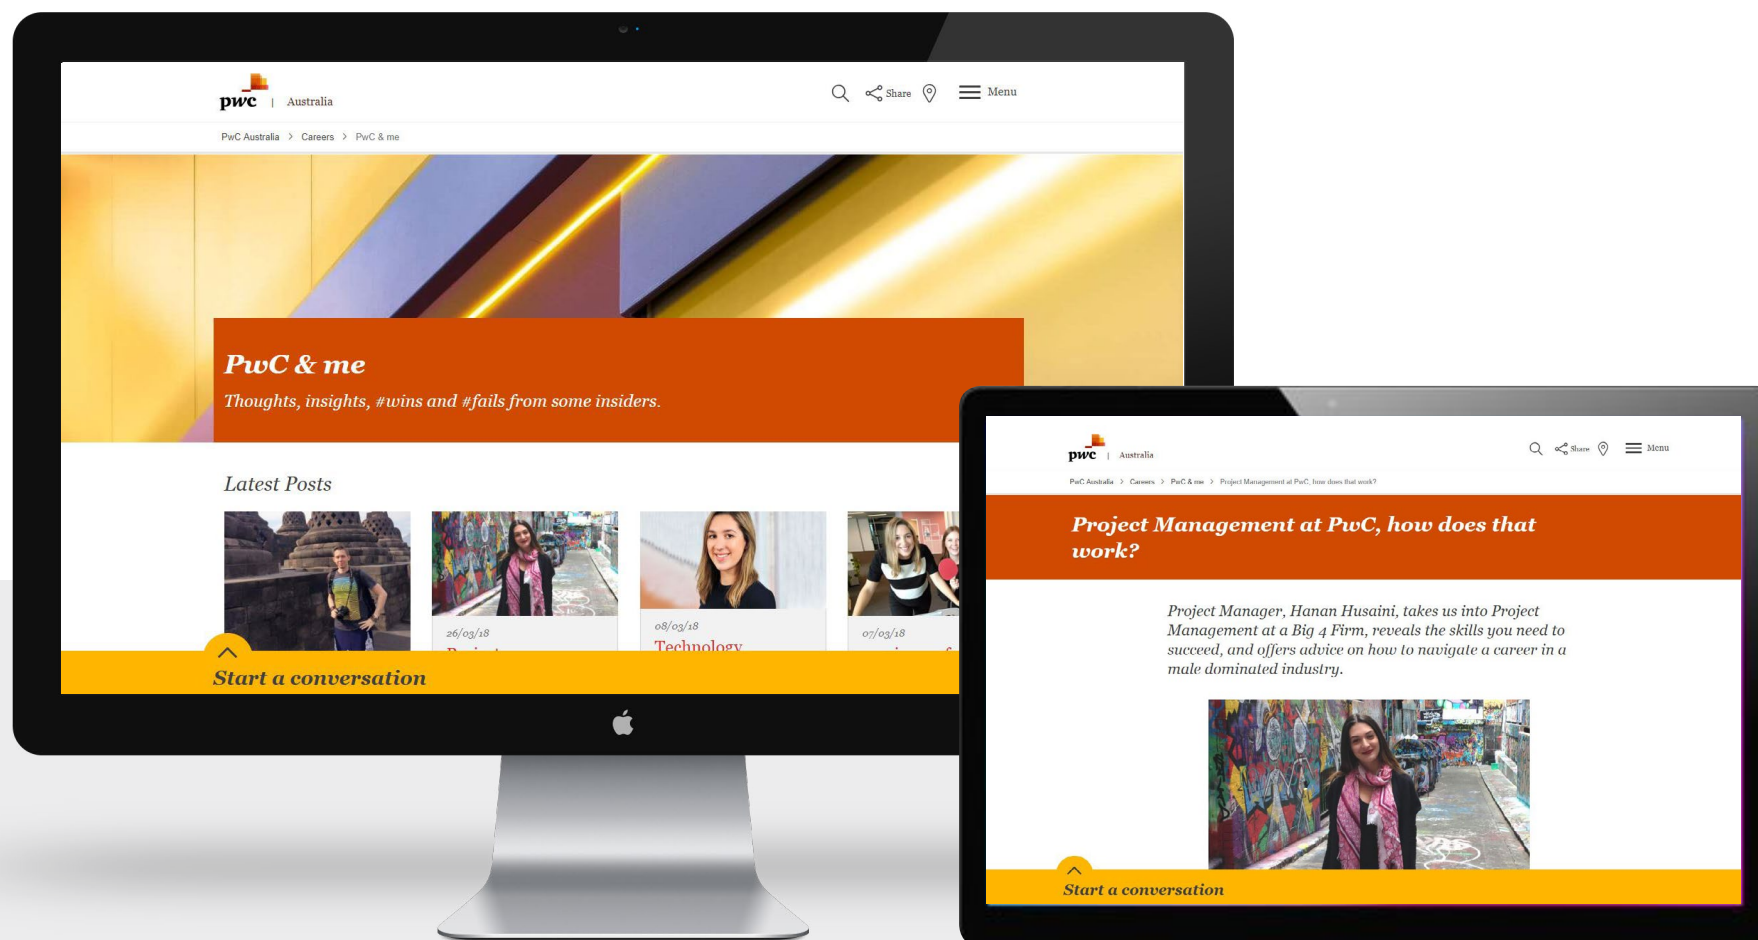 pwc | Australia
Share
Menu
PwC Australia > Careers > PwC & me
PwC & me
Thoughts, insights, #wins and #fails from some insiders.
Latest Posts
26/03/18
08/03/18
Technology
07/03/18
Start a conversation
pwc | Australia
Share
Menu
PwC Australia > Careers > PwC & me > Project Management at PwC, how does that work?
Project Management at PwC, how does that
work?
Project Manager, Hanan Husaini, takes us into Project
Management at a Big 4 Firm, reveals the skills you need to
succeed, and offers advice on how to navigate a career in a
male dominated industry.
Start a conversation